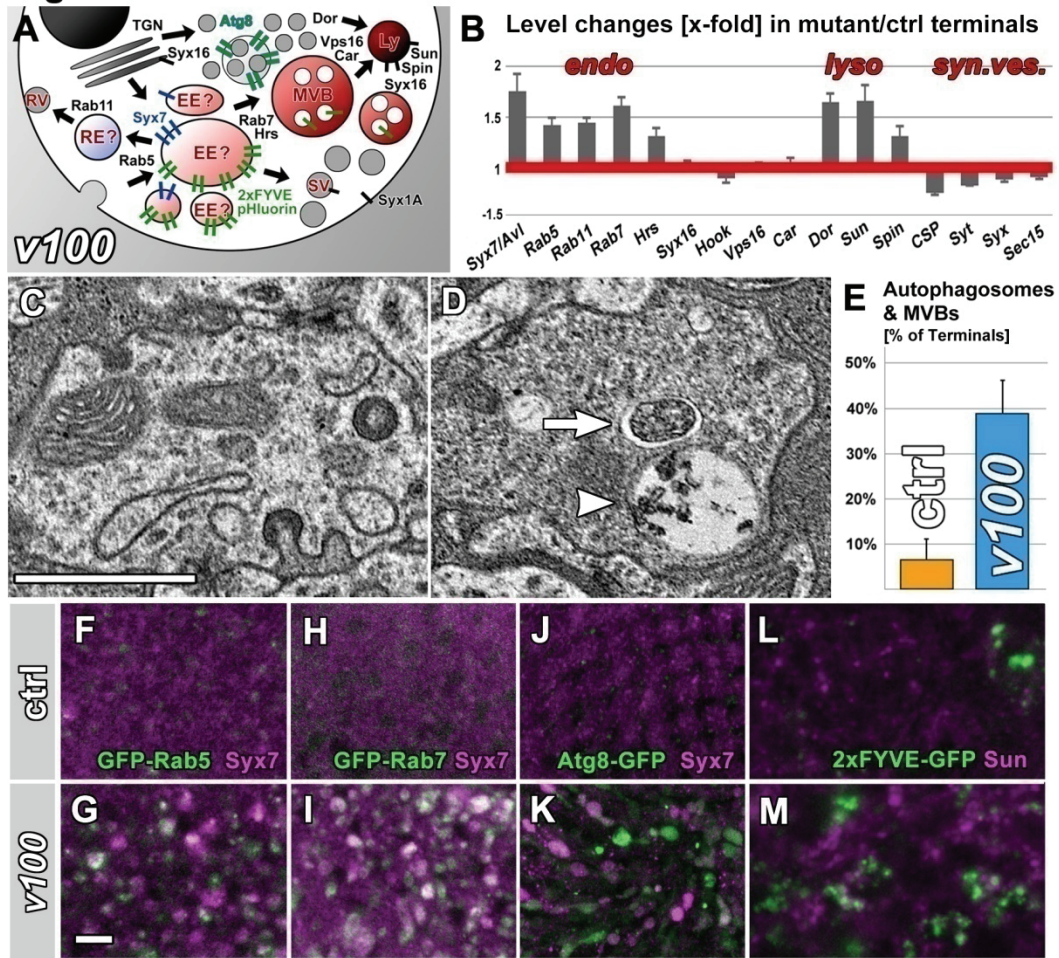 A
TGN
Atg8
Dor
Vps16
Car
Ly
Sun
Spin
Syx16
Syx16
RV
Rab11
EE?
MVB
Syx7
Rab7
Hrs
RE?
EE?
Rab5
2xFYVE
pHluorin
SV
Syx1A
EE?
v100
B Level changes [x-fold] in mutant/ctrl terminals
endo lyso syn.ves.
2
1.5
1
-1.5
Syx7/Avl Rab5 Rab11 Rab7 Hrs Syx16 Hook Vps16 Car Dor Sun Spin CSP Syt Syx Sec15
C
D
E Autophagosomes
& MVBs
[% of Terminals]
50%
40%
30%
20%
10%
ctrl
v100
ctrl
F
GFP-Rab5 Syx7
H
GFP-Rab7 Syx7
J
Atg8-GFP Syx7
L
2xFYVE-GFP Sun
v100
G
I
K
M